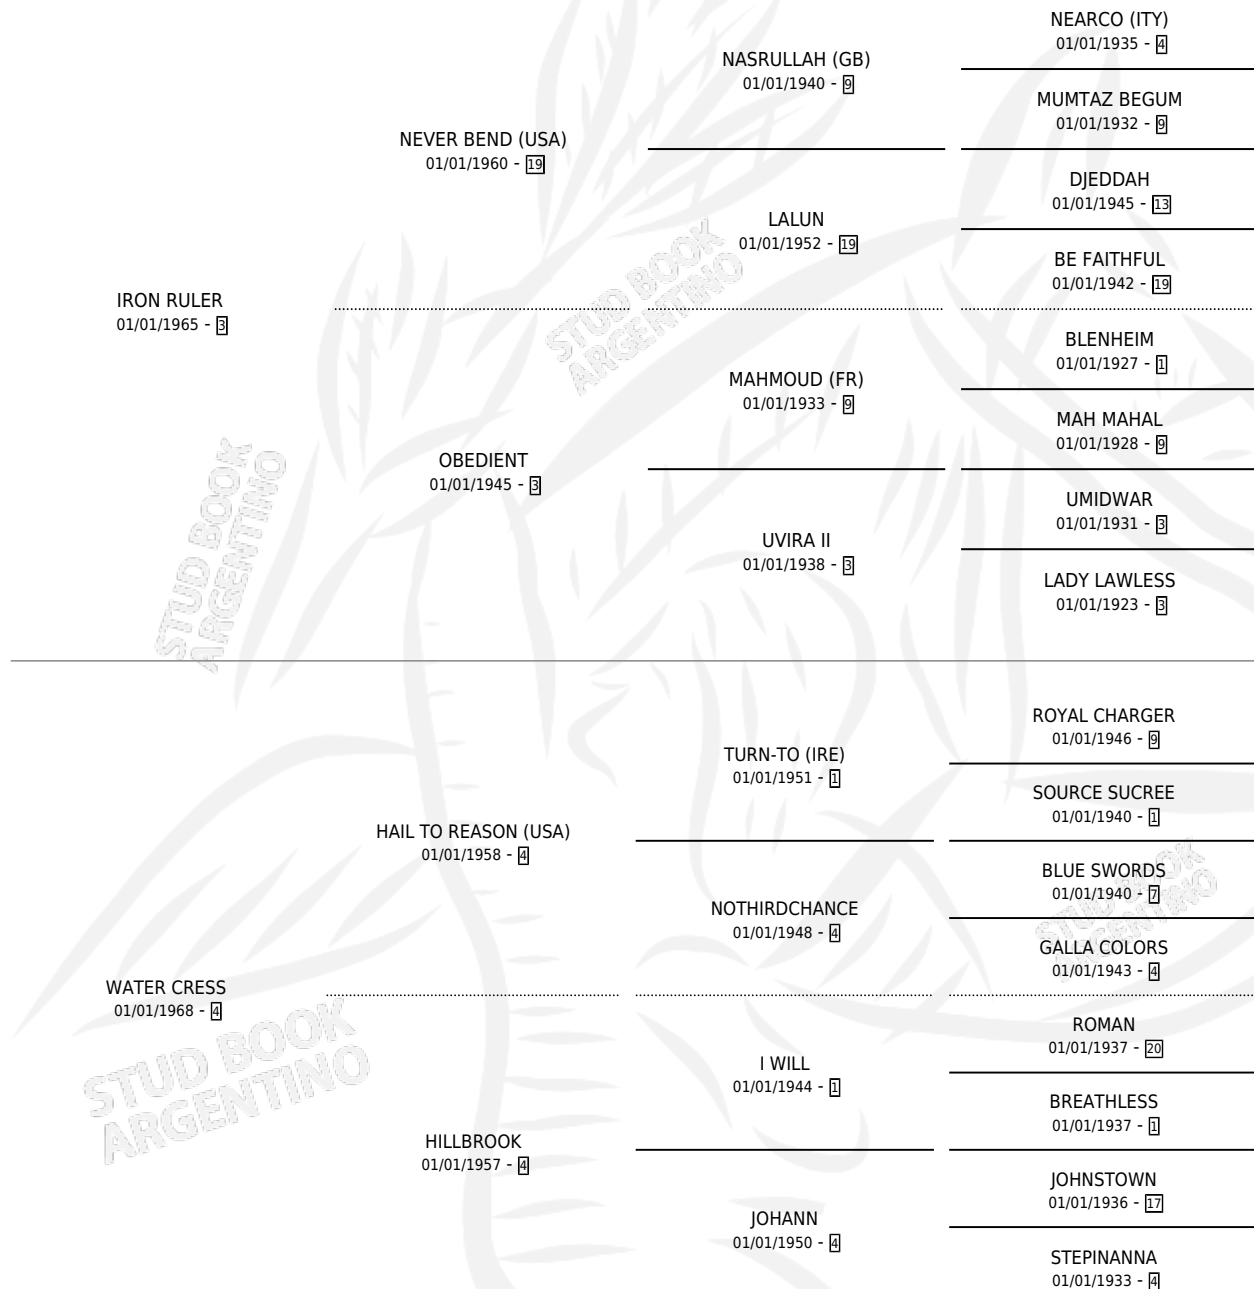 NEARCO (ITY)
01/01/1935 - 4
NASRULLAH (GB)
01/01/1940 - 9
MUMTAZ BEGUM
01/01/1932 - 9
NEVER BEND (USA)
01/01/1960 - 19
DJEDDAH
01/01/1945 - 13
LALUN
01/01/1952 - 19
BE FAITHFUL
01/01/1942 - 19
STUD BOOK
ARGENTINO
IRON RULER
01/01/1965 - 3
BLENHEIM
01/01/1927 - 1
MAHMOUD (FR)
01/01/1933 - 9
MAH MAHAL
01/01/1928 - 9
OBEDIENT
01/01/1945 - 3
UMIDWAR
01/01/1931 - 3
UVIRA II
01/01/1938 - 3
LADY LAWLESS
01/01/1923 - 3
STUD BOOK
ARGENTINO
ROYAL CHARGER
01/01/1946 - 9
TURN-TO (IRE)
01/01/1951 - 1
SOURCE SUCREE
01/01/1940 - 1
HAIL TO REASON (USA)
01/01/1958 - 4
BLUE SWORDS
01/01/1940 - 7
NOTHIRDCHANCE
01/01/1948 - 4
GALLA COLORS
01/01/1943 - 4
STUD BOOK
ARGENTINO
WATER CRESS
01/01/1968 - 4
ROMAN
01/01/1937 - 20
I WILL
01/01/1944 - 1
BREATHLESS
01/01/1937 - 1
STUD BOOK
ARGENTINO
HILLBROOK
01/01/1957 - 4
JOHNSTOWN
01/01/1936 - 17
JOHANN
01/01/1950 - 4
STEPINANNA
01/01/1933 - 4